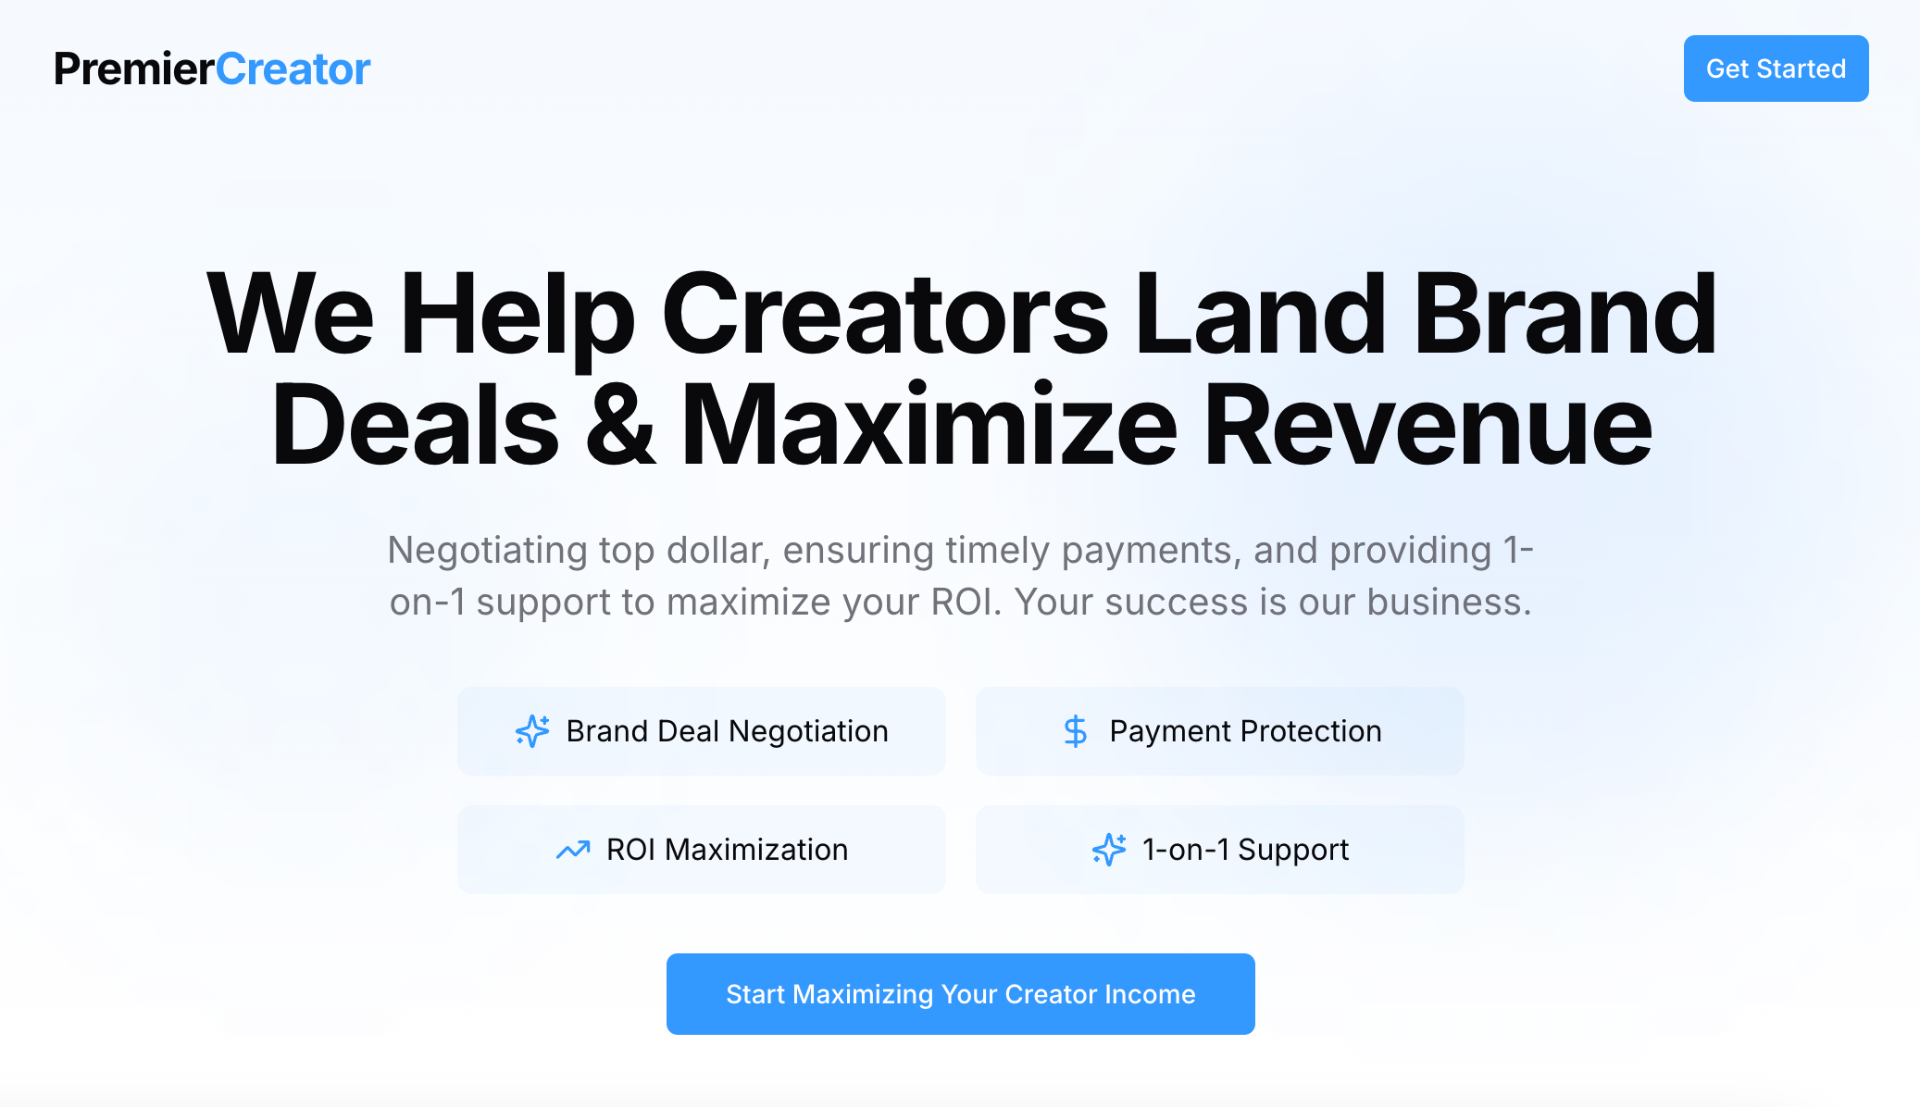 PremierCreator
Get Started
We Help Creators Land Brand
Deals & Maximize Revenue
Negotiating top dollar, ensuring timely payments, and providing 1-
on-1 support to maximize your ROI. Your success is our business.
Brand Deal Negotiation
Payment Protection
ROI Maximization
1-on-1 Support
Start Maximizing Your Creator Income